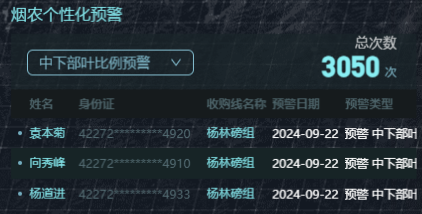 烟农个性化预警
总次数
中下部叶比例预警
3050 次
姓名 身份证 收购线名称 预警日期 预警类型
袁本菊 42272*********4920 杨林磅组 2024-09-22 预警 中下部叶
向秀峰 42272*********4910 杨林磅组 2024-09-22 预警 中下部叶
杨道进 42272*********4933 杨林磅组 2024-09-22 预警 中下部叶